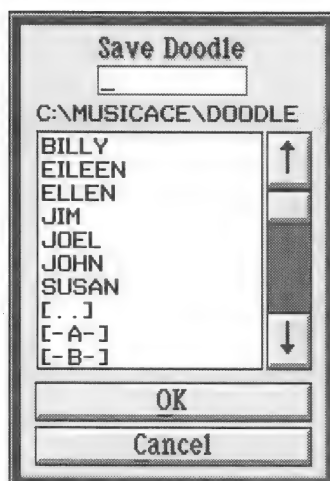 Save Doodle
_
C:\MUSICACE\DOODLE
BILLY
EILEEN
ELLEN
JIM
JOEL
JOHN
SUSAN
[..]
[-A-]
[-B-]
OK
Cancel